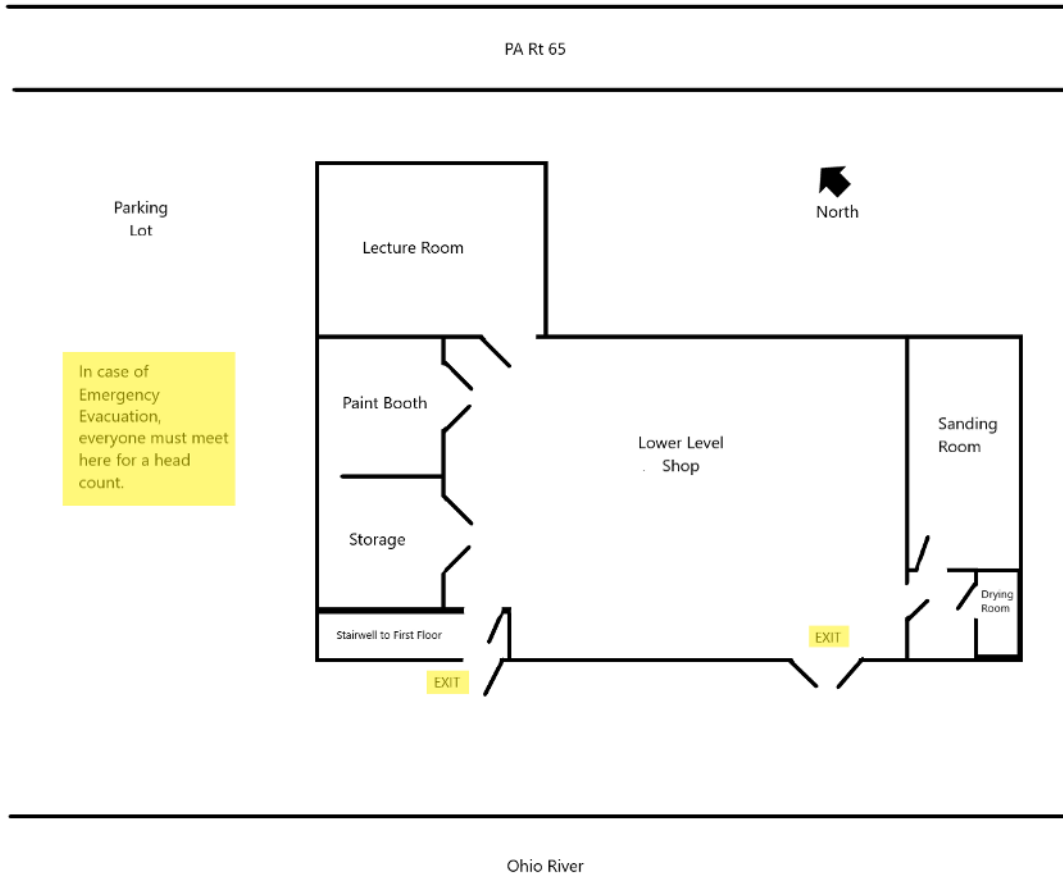 PA Rt 65
North
Parking
Lot
Lecture Room
In case of
Emergency
Evacuation,
everyone must meet
here for a head
count.
Paint Booth
Lower Level
Shop
Sanding
Room
Storage
Drying
Room
Stairwell to First Floor
EXIT
EXIT
Ohio River